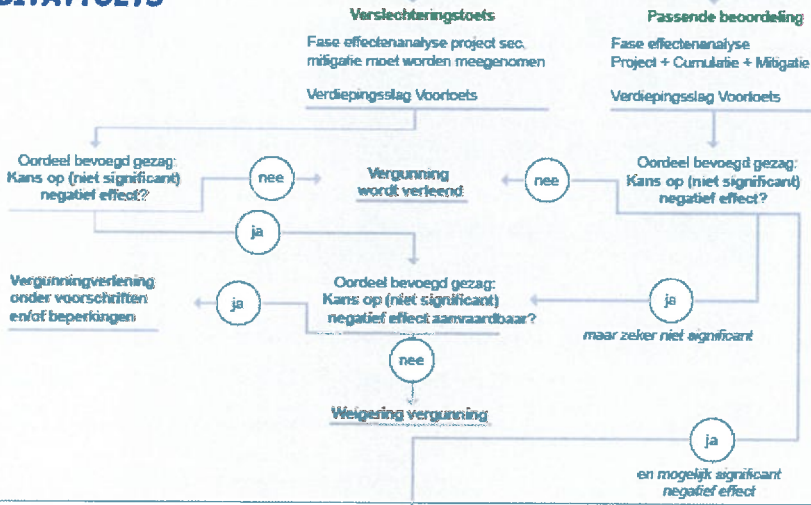 Verslechteringstoets
Fase effectenanalyse project sec.
mitigatie moet worden meegenomen
Verdiepingsslag Voortoets
Passende beoordeling
Fase effectenanalyse
Project + Cumulatie + Mitigatie
Verdiepingsslag Voortoets
Oordeel bevoegd gezag:
Kans op (niet significant)
negatief effect?
nee
Vergunning
wordt verleend
nee
Oordeel bevoegd gezag:
Kans op (niet significant)
negatief effect?
ja
Vergunningverlening
onder voorschriften
en/of beperkingen
ja
Oordeel bevoegd gezag:
Kans op (niet significant)
negatief effect aanvaardbaar?
ja
maar zeker niet significant
nee
Weigering vergunning
ja
en mogelijk significant
negatief effect